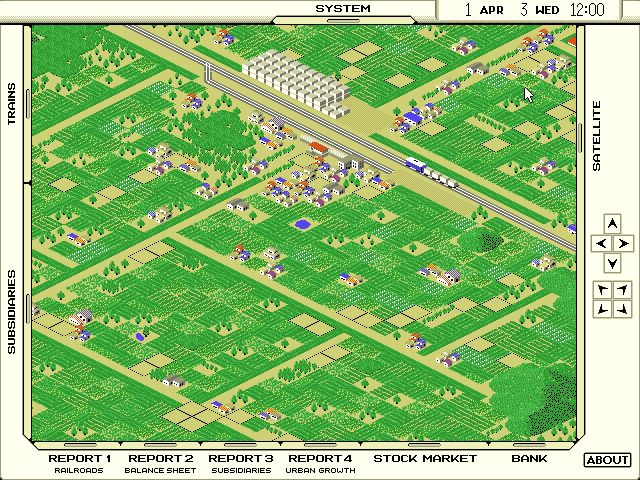 SYSTEM
1 APR 3 WED 12:00
TRAINS
SATELLITE
SUBSIDIARIES
REPORT 1 REPORT 2 REPORT 3 REPORT 4 STOCK MARKET BANK
RAILROADS BALANCE SHEET SUBSIDIARIES URBAN GROWTH
ABOUT